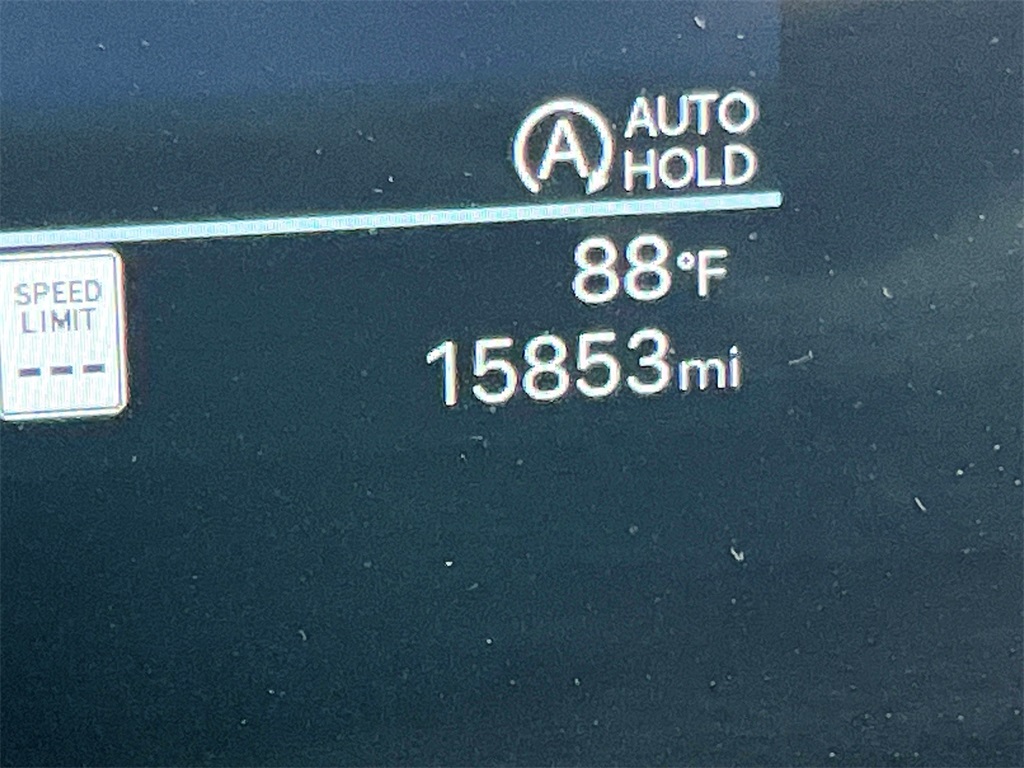 A AUTO
HOLD
88°F
SPEED
LIMIT
---
15853mi